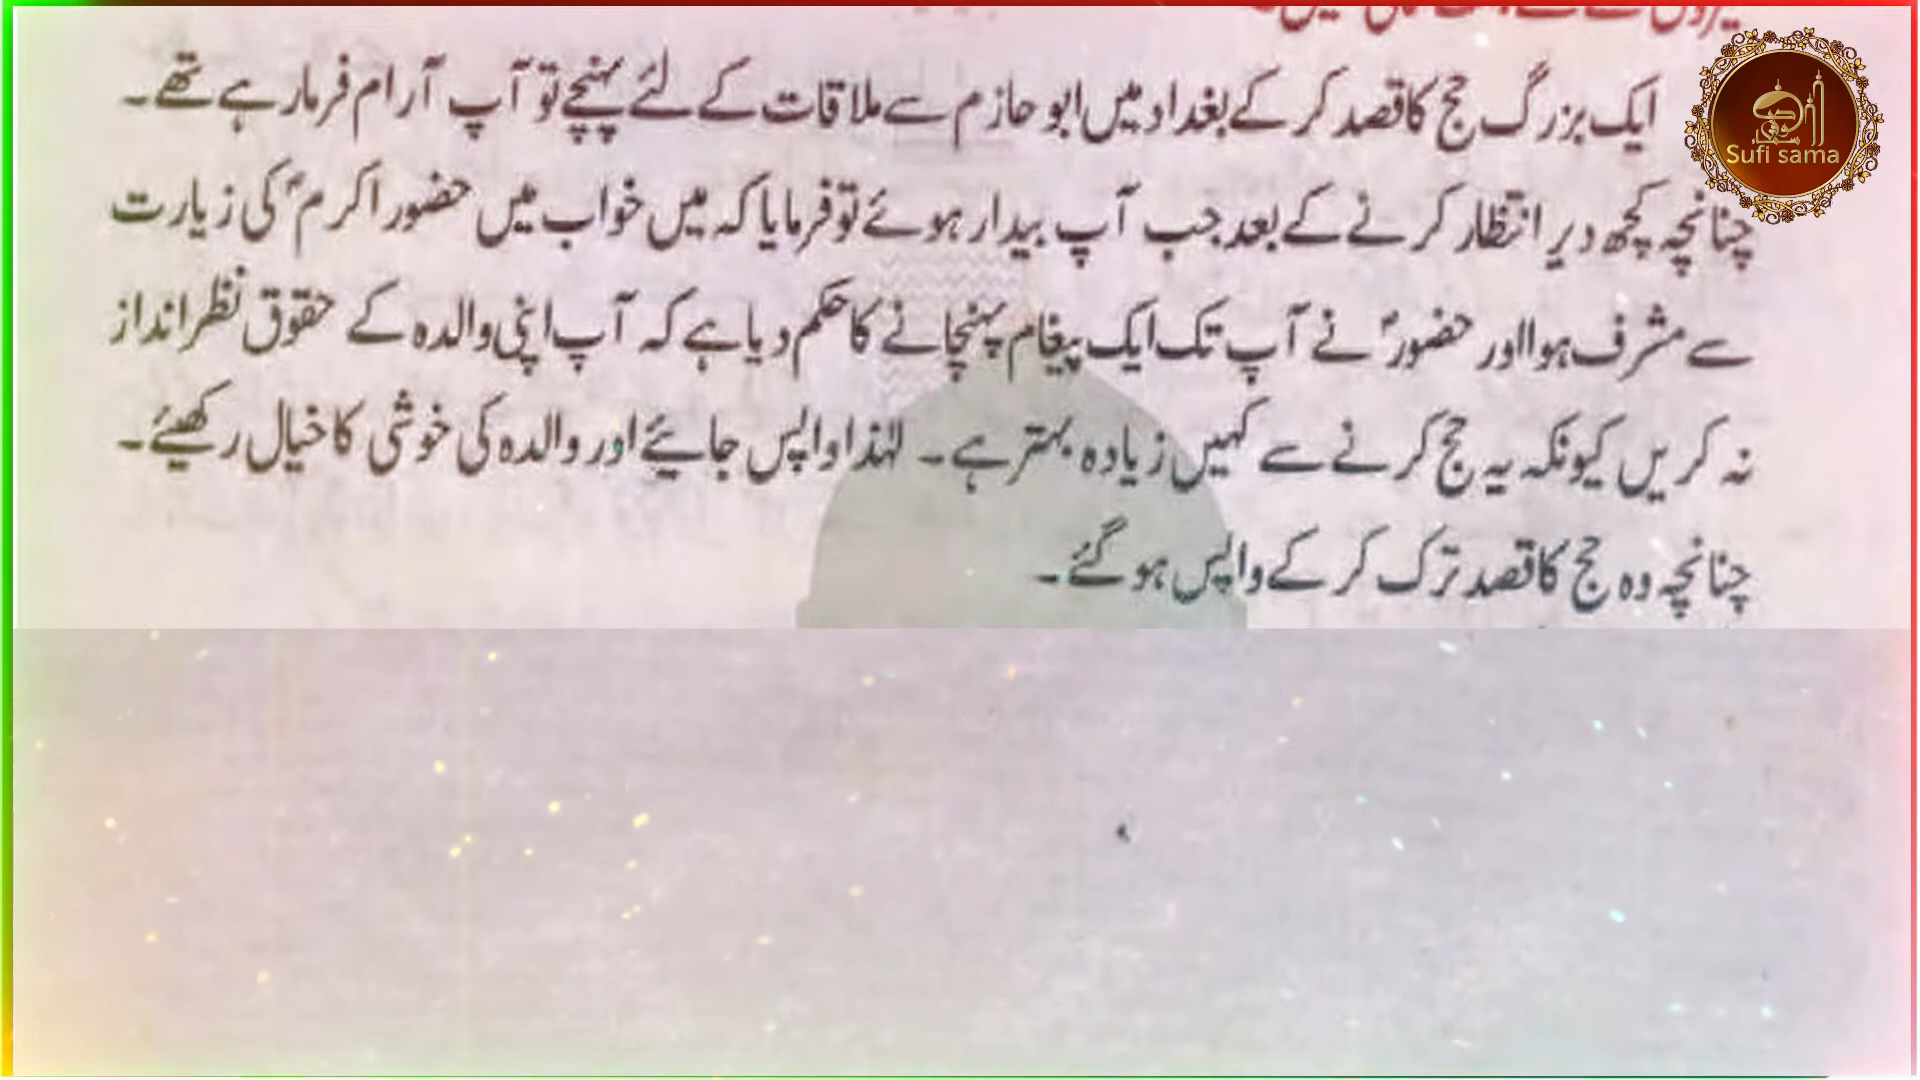 ایک بزرگ حج کا قصد کر کے بغداد میں ابو حازم سے ملاقات کے لئے پہنچے تو آپ آرام فرما رہے تھے۔
چنانچہ کچھ دیر انتظار کرنے کے بعد جب آپ بیدار ہوئے تو فرمایا کہ میں خواب میں حضور اکرمؐ کی زیارت
سے مشرف ہوا اور حضورؐ نے آپ تک ایک پیغام پہنچانے کا حکم دیا ہے کہ آپ اپنی والدہ کے حقوق نظر انداز
نہ کریں کیونکہ یہ حج کرنے سے کہیں زیادہ بہتر ہے۔ لہٰذا واپس جائیے اور والدہ کی خوشی کا خیال رکھیئے۔
چنانچہ وہ حج کا قصد ترک کر کے واپس ہو گئے۔
Sufi sama